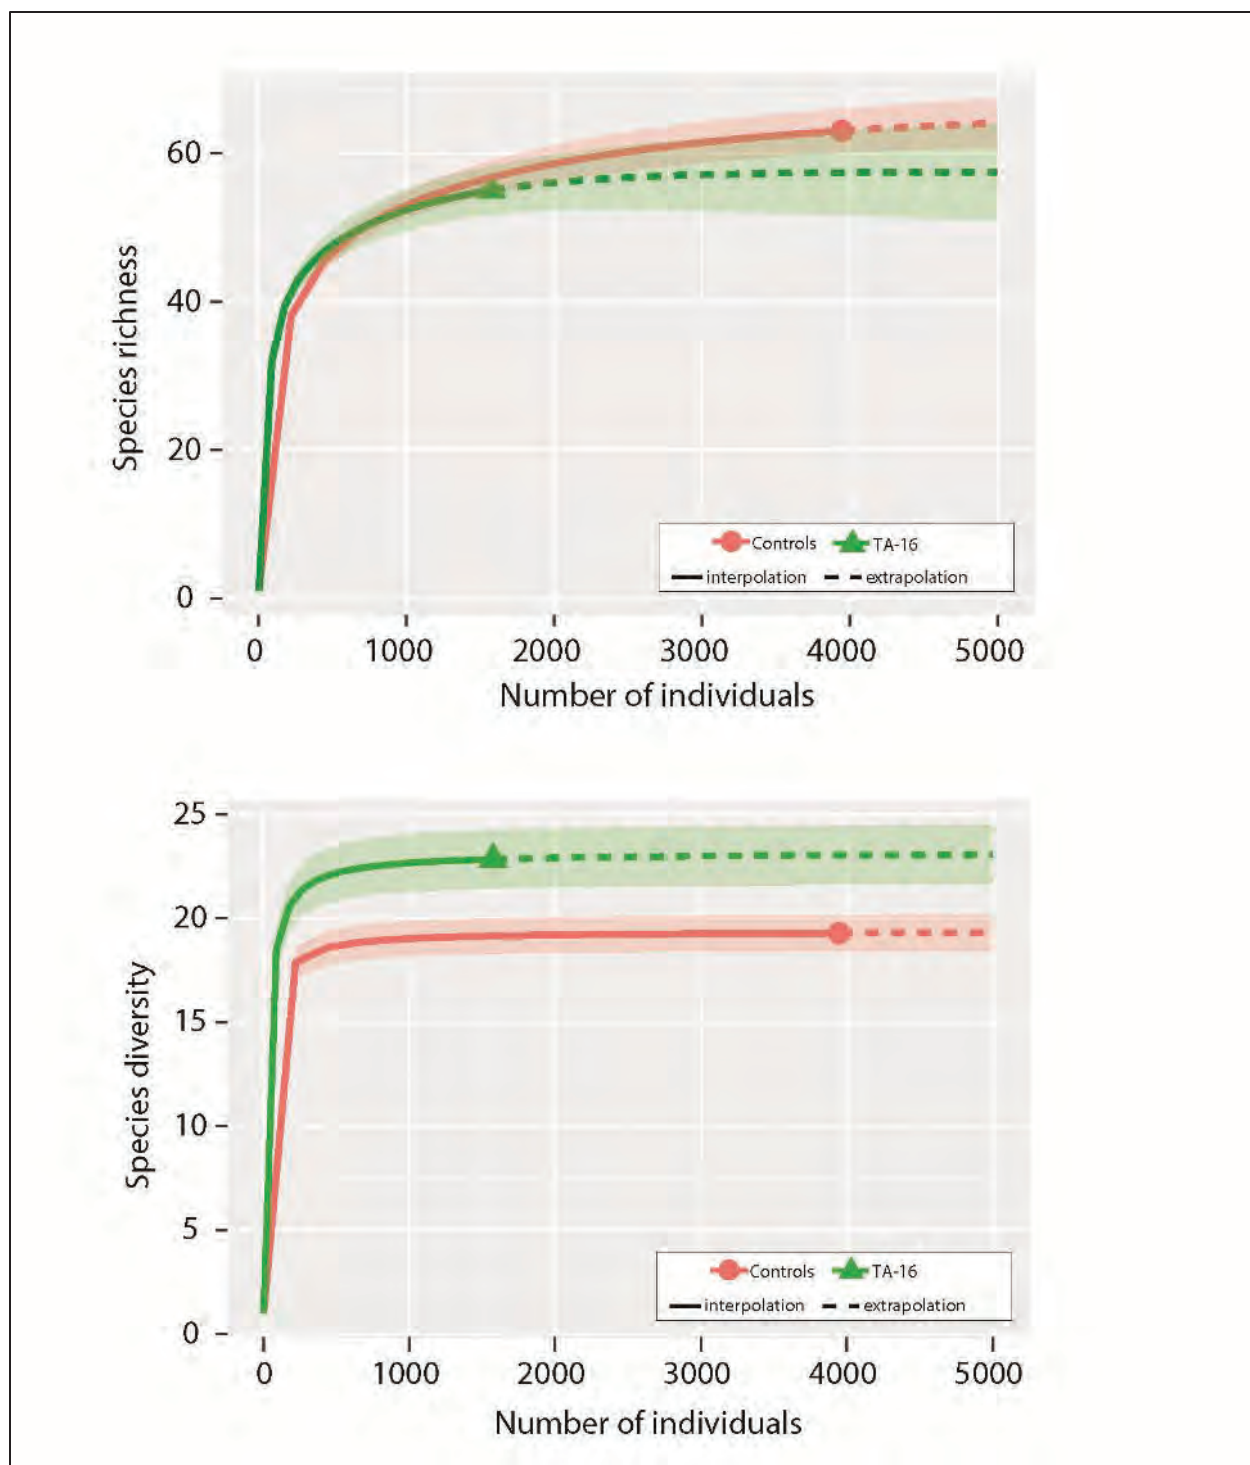 Species richness
60
40
20
0
Controls TA-16
interpolation extrapolation
0 1000 2000 3000 4000 5000
Number of individuals
Species diversity
25
20
15
10
5
0
Controls TA-16
interpolation extrapolation
0 1000 2000 3000 4000 5000
Number of individuals